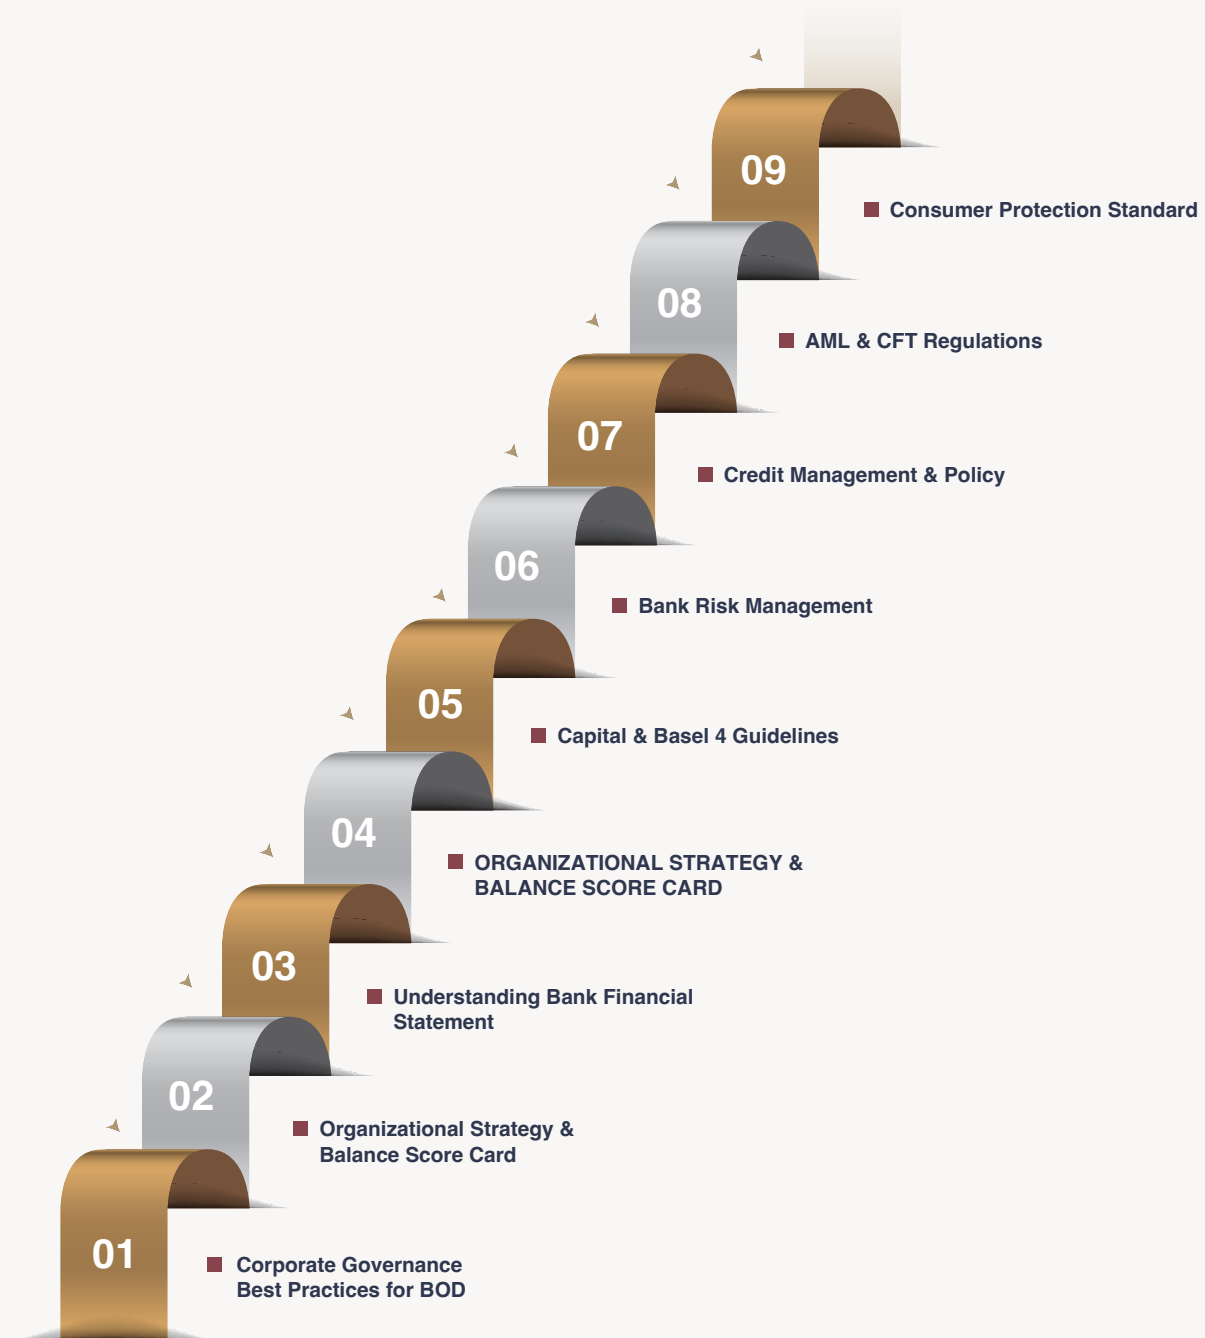 09
Consumer Protection Standard
08
AML & CFT Regulations
07
Credit Management & Policy
06
Bank Risk Management
05
Capital & Basel 4 Guidelines
04
ORGANIZATIONAL STRATEGY &
BALANCE SCORE CARD
03
Understanding Bank Financial
Statement
02
Organizational Strategy &
Balance Score Card
01
Corporate Governance
Best Practices for BOD